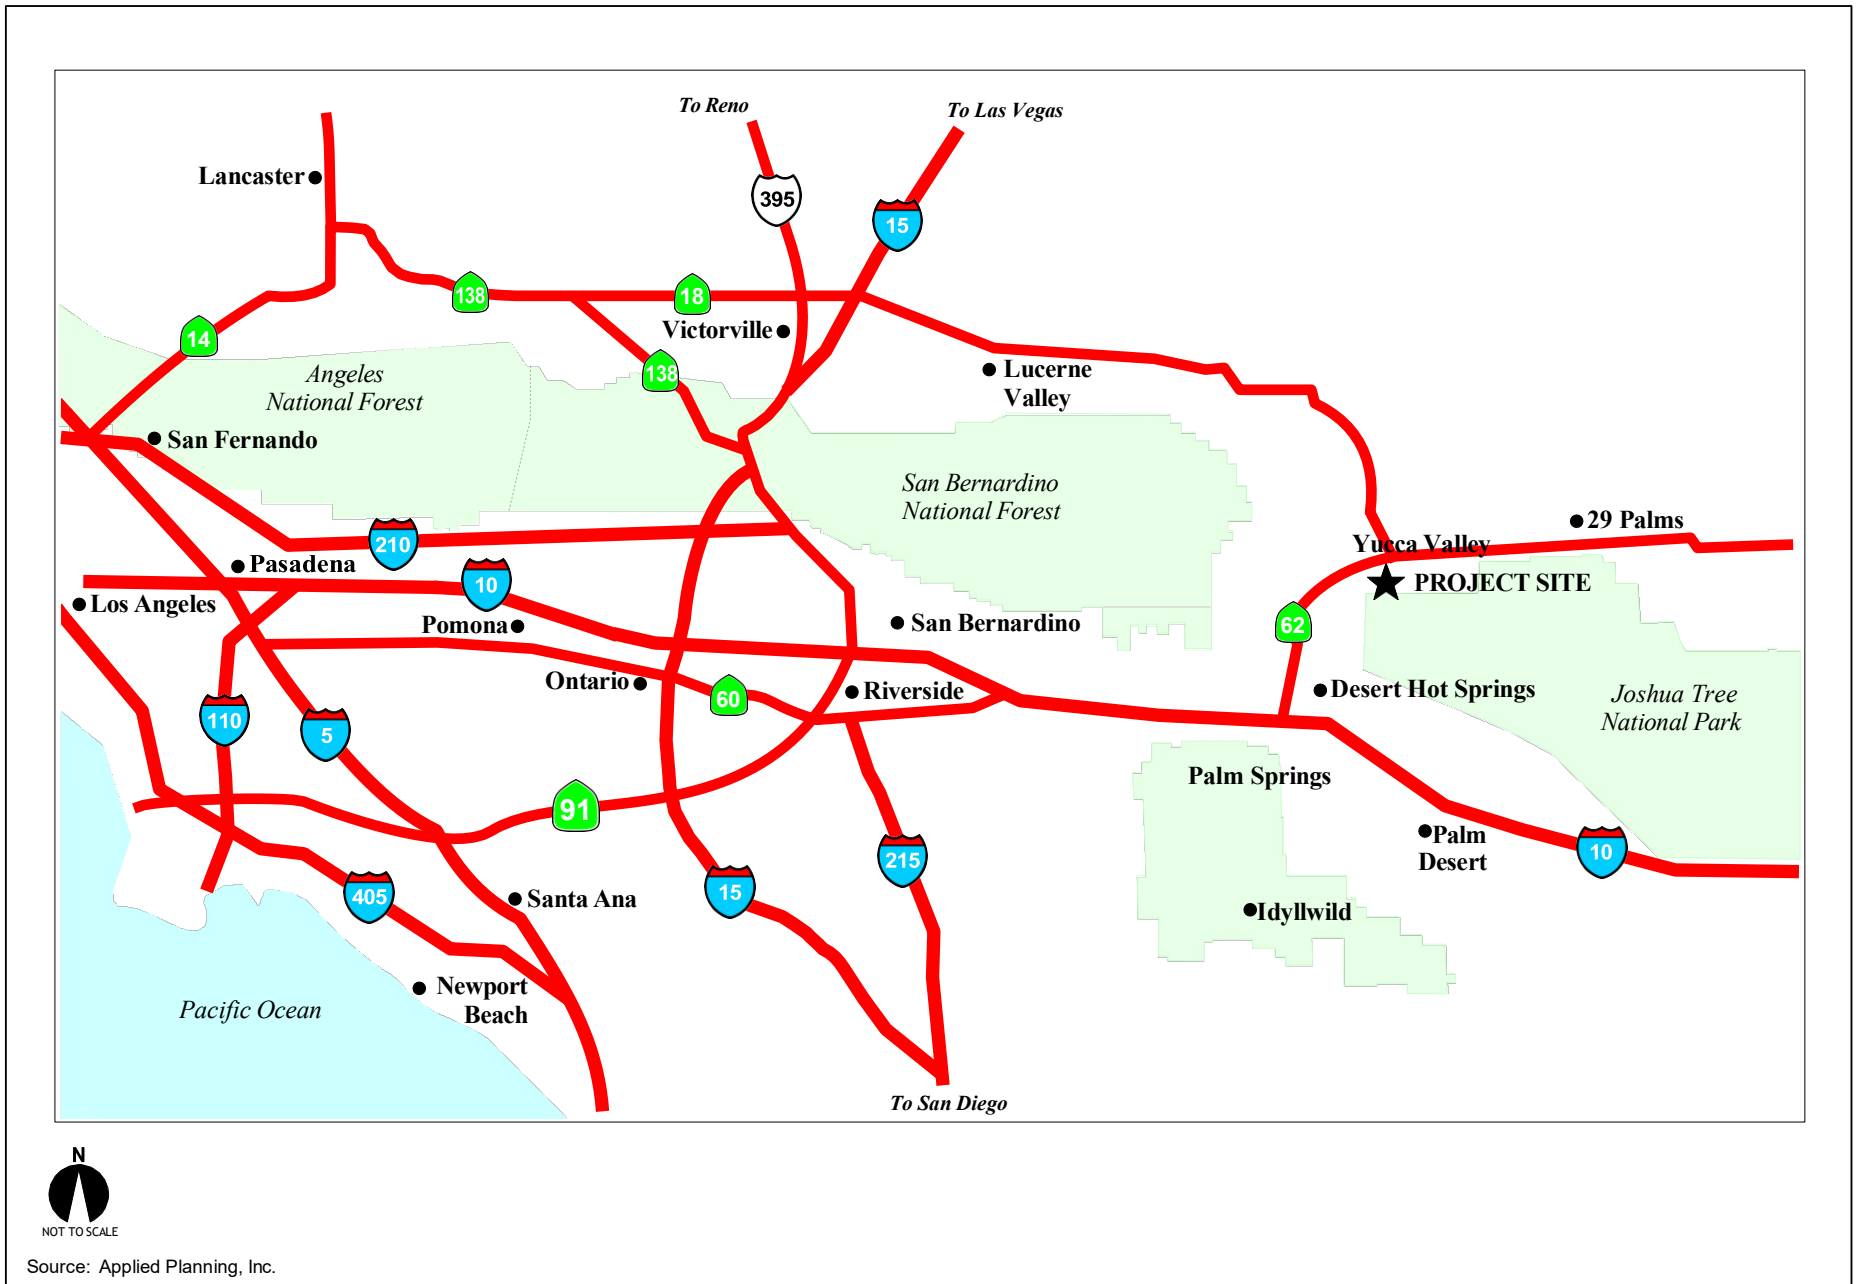 To Reno
To Las Vegas
Lancaster
395
15
138
18
14
Victorville
138
Angeles
National Forest
Lucerne
Valley
San Fernando
San Bernardino
National Forest
29 Palms
210
Yucca Valley
Pasadena
10
PROJECT SITE
Los Angeles
Pomona
San Bernardino
62
Ontario
60
Riverside
Desert Hot Springs
Joshua Tree
National Park
110
5
Palm Springs
91
Palm
Desert
215
10
15
405
Santa Ana
Idyllwild
Newport
Beach
Pacific Ocean
To San Diego
N
NOT TO SCALE
Source: Applied Planning, Inc.